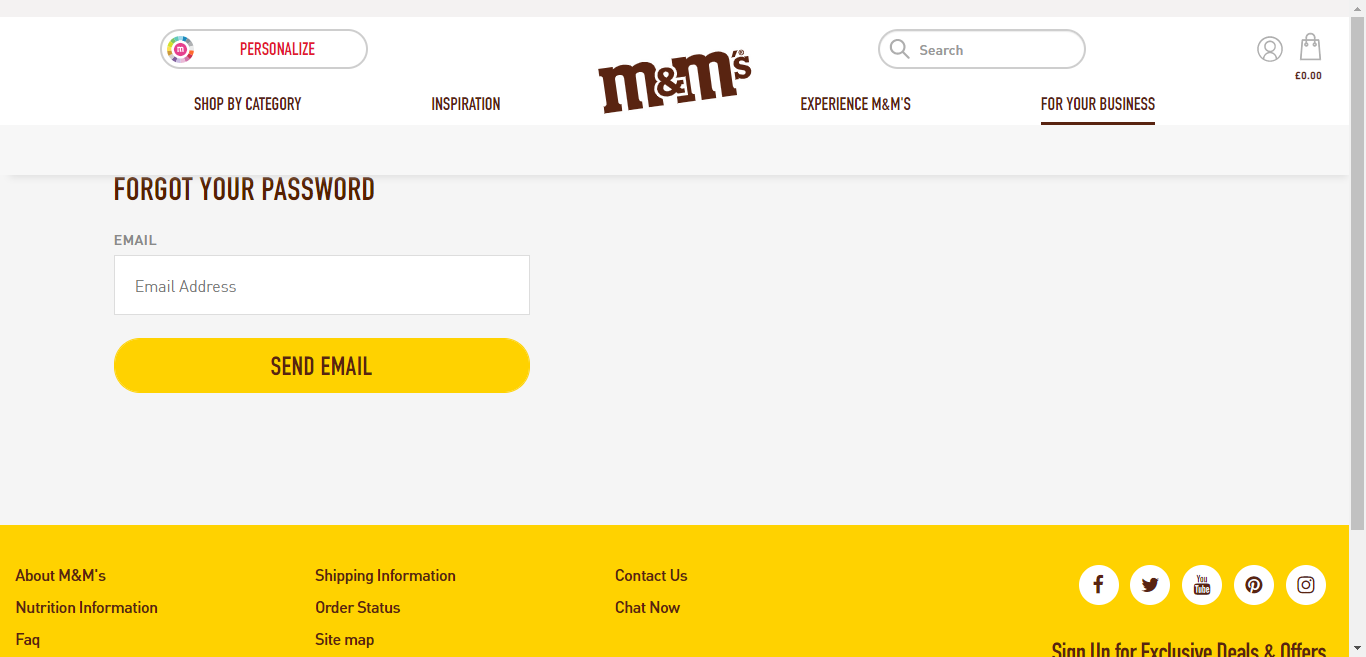 PERSONALIZE
m&m's®
Search
£0.00
SHOP BY CATEGORY
INSPIRATION
EXPERIENCE M&M'S
FOR YOUR BUSINESS
FORGOT YOUR PASSWORD
EMAIL
Email Address
SEND EMAIL
About M&M's
Shipping Information
Contact Us
Nutrition Information
Order Status
Chat Now
Faq
Site map
You Tube
Sign Up for Exclusive Deals & Offers